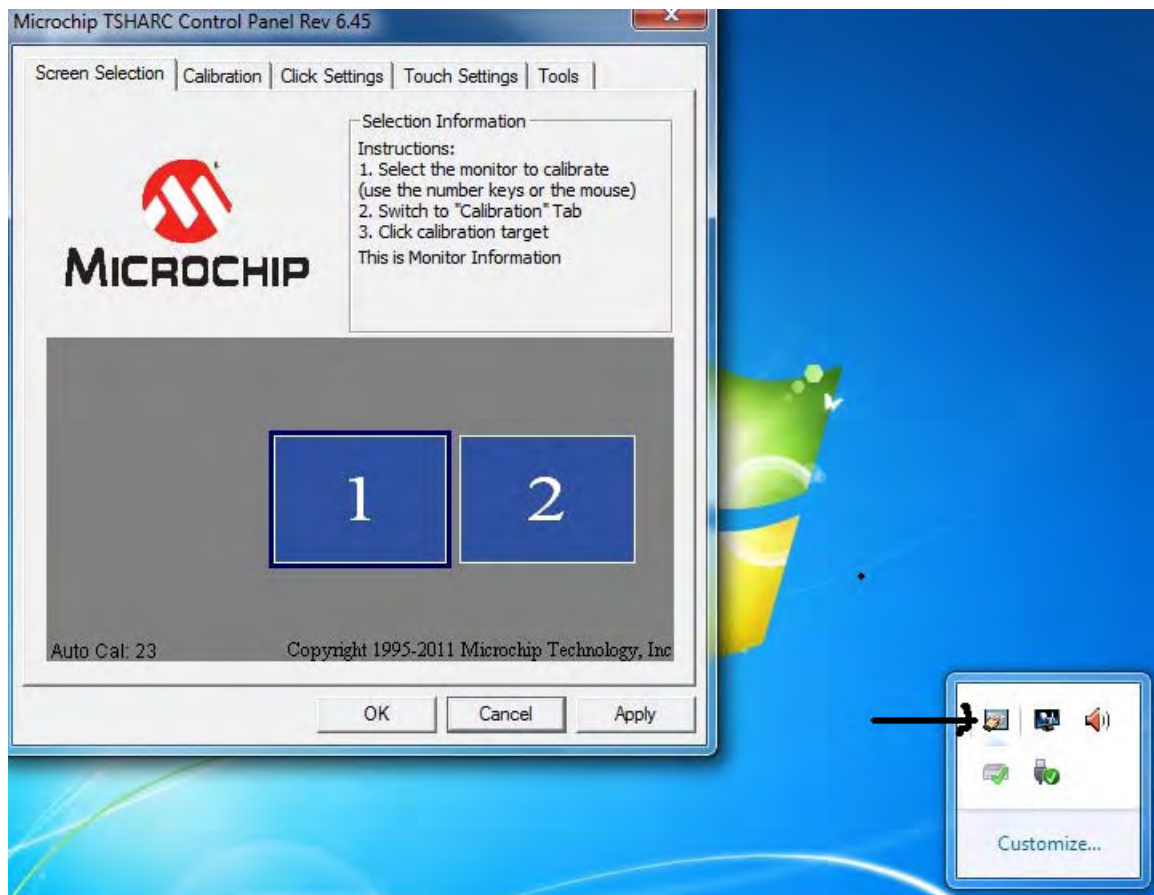 Microchip TSHARC Control Panel Rev 6.45
Screen Selection Calibration Click Settings Touch Settings Tools
Selection Information
Instructions:
1. Select the monitor to calibrate
(use the number keys or the mouse)
2. Switch to "Calibration" Tab
3. Click calibration target
This is Monitor Information
MICROCHIP
1 2
Auto Cal: 23 Copyright 1995-2011 Microchip Technology, Inc
OK Cancel Apply
Customize...